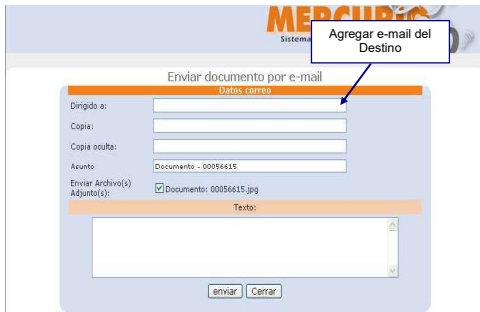 MERCURIO
Sistema
Agregar e-mail del
Destino
Enviar documento por e-mail
Datos correo
Dirigido a:
Copia:
Copia oculta:
Asunto
Documento - 00056615
Enviar Archivo(s)
Adjunto(s):
Documento: 00056615.jpg
Texto:
enviar
Cerrar